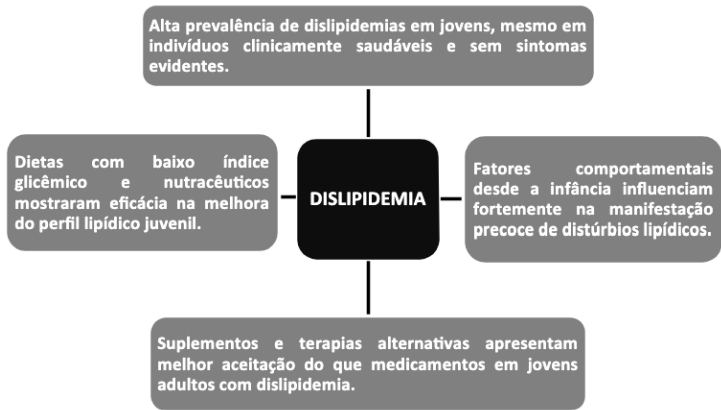 Alta prevalência de dislipidemias em jovens, mesmo em
indivíduos clinicamente saudáveis e sem sintomas
evidentes.
Dietas com baixo índice
glicêmico e nutracêuticos
mostraram eficácia na melhora
do perfil lipídico juvenil.
DISLIPIDEMIA
Fatores comportamentais
desde a infância influenciam
fortemente na manifestação
precoce de distúrbios lipídicos.
Suplementos e terapias alternativas apresentam
melhor aceitação do que medicamentos em jovens
adultos com dislipidemia.